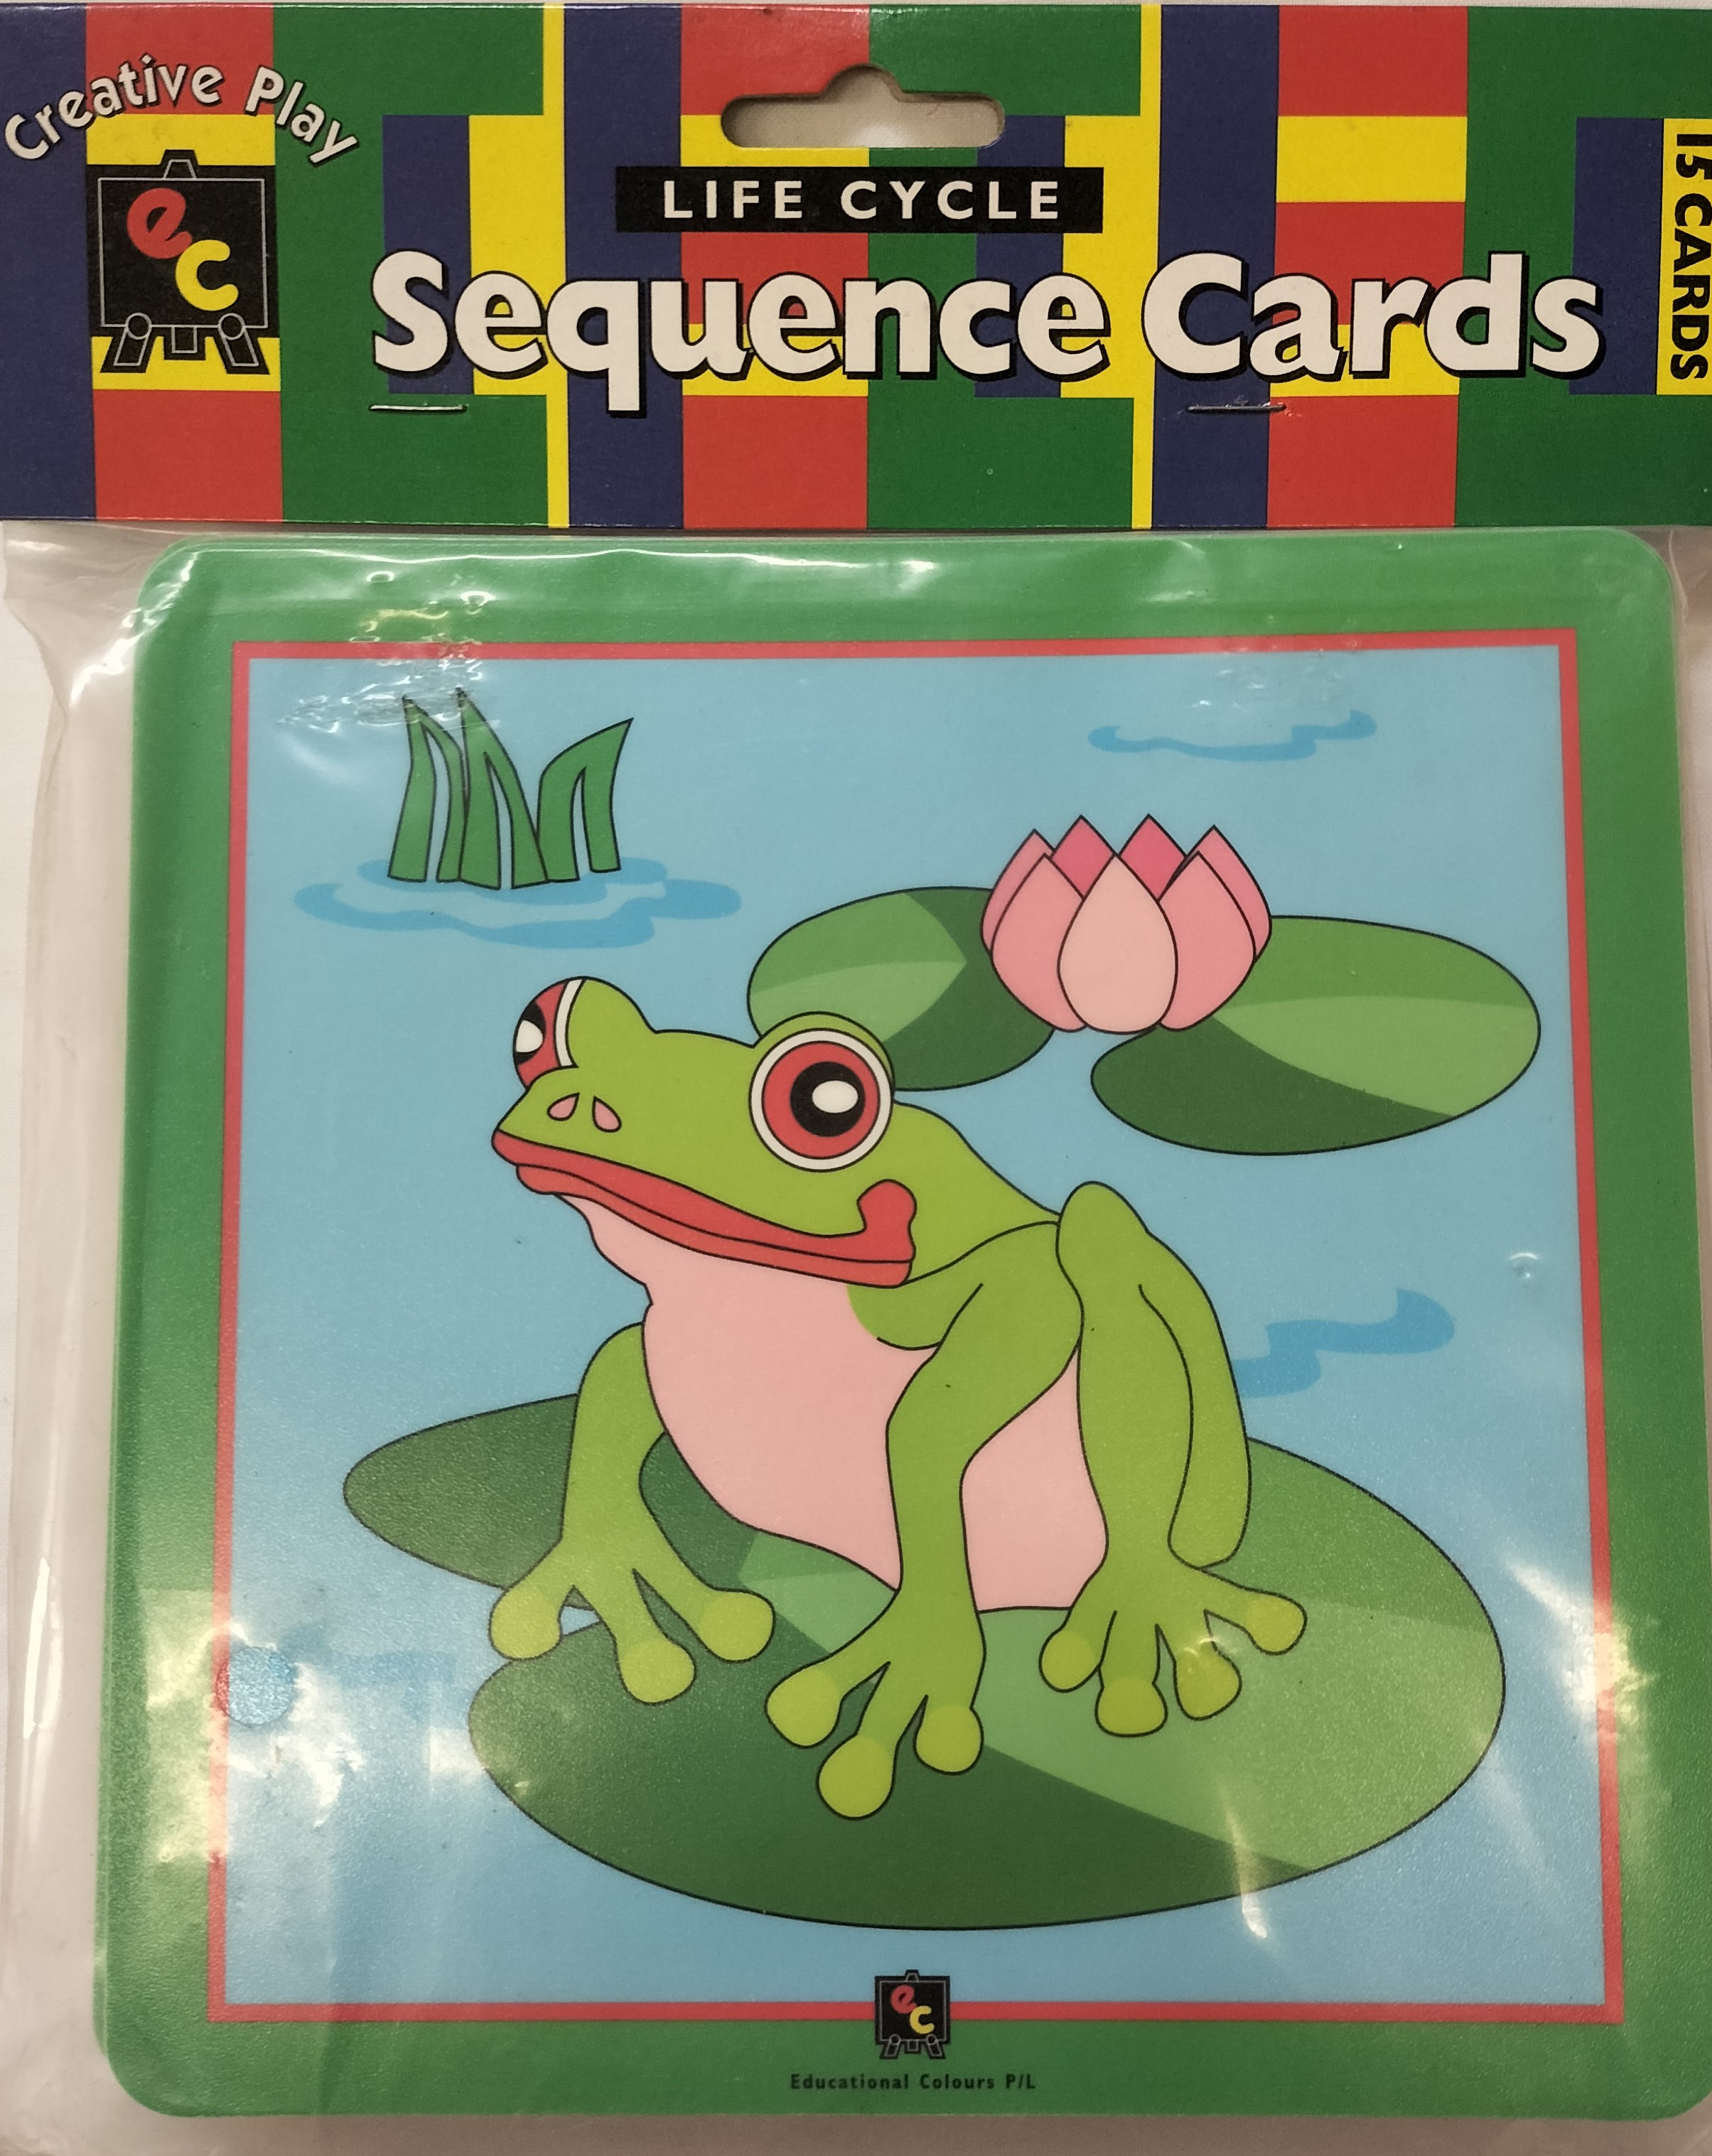 Creative Play
ec
LIFE CYCLE
Sequence Cards
15 CARDS
ec
Educational Colours P/L